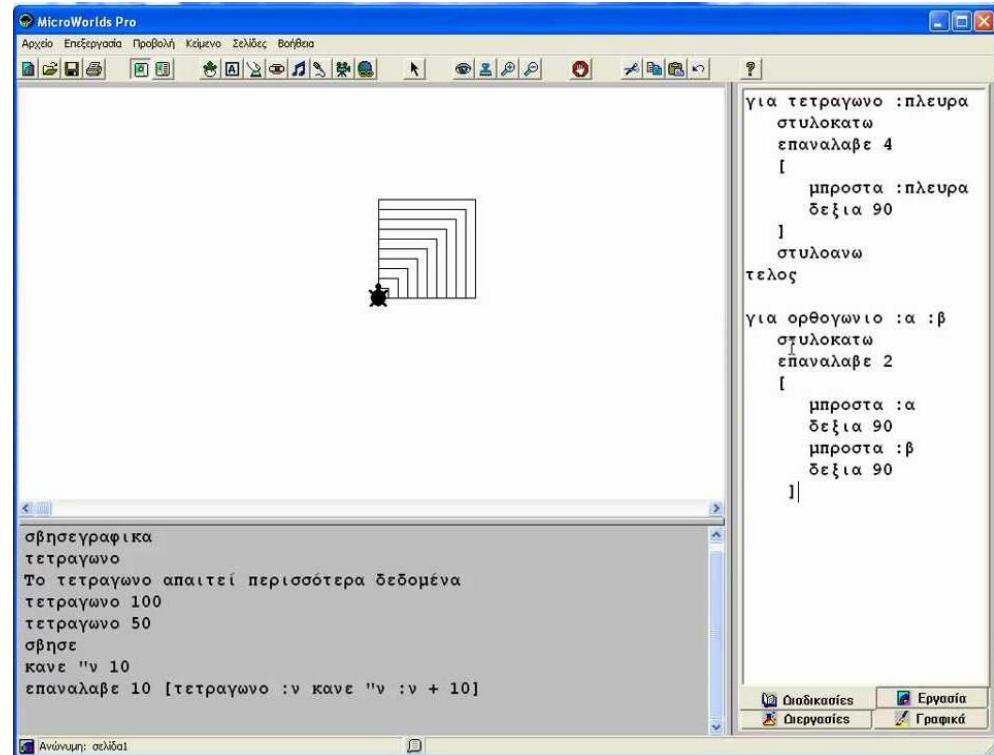 MicroWorlds Pro
Αρχείο Επεξεργασία Προβολή Κείμενο Σελίδες Βοήθεια
για τετραγωνο :πλευρα
στυλοκατω
επαναλαβε 4
[
μπροστα :πλευρα
δεξια 90
]
στυλοανω
τελος
για ορθογωνιο :α :β
στυλοκατω
επαναλαβε 2
[
μπροστα :α
δεξια 90
μπροστα :β
δεξια 90
]
σβησεγραφικα
τετραγωνο
Το τετραγωνο απαιτεί περισσότερα δεδομένα
τετραγωνο 100
τετραγωνο 50
σβησε
κανε "ν 10
επαναλαβε 10 [τετραγωνο :ν κανε "ν :ν + 10]
Διαδικασίες Εργασία
Διεργασίες Γραφικά
Ανώνυμη: σελίδα1